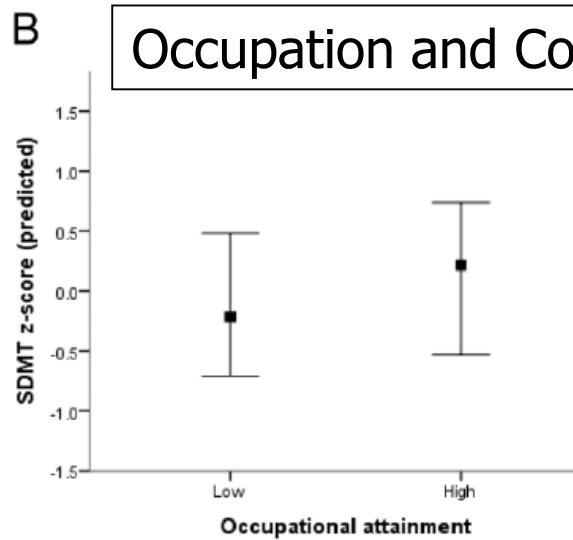 B
Occupation and Co
SDMT z-score (predicted)
1.5
1.0
0.5
0.0
-0.5
-1.0
-1.5
Low High
Occupational attainment